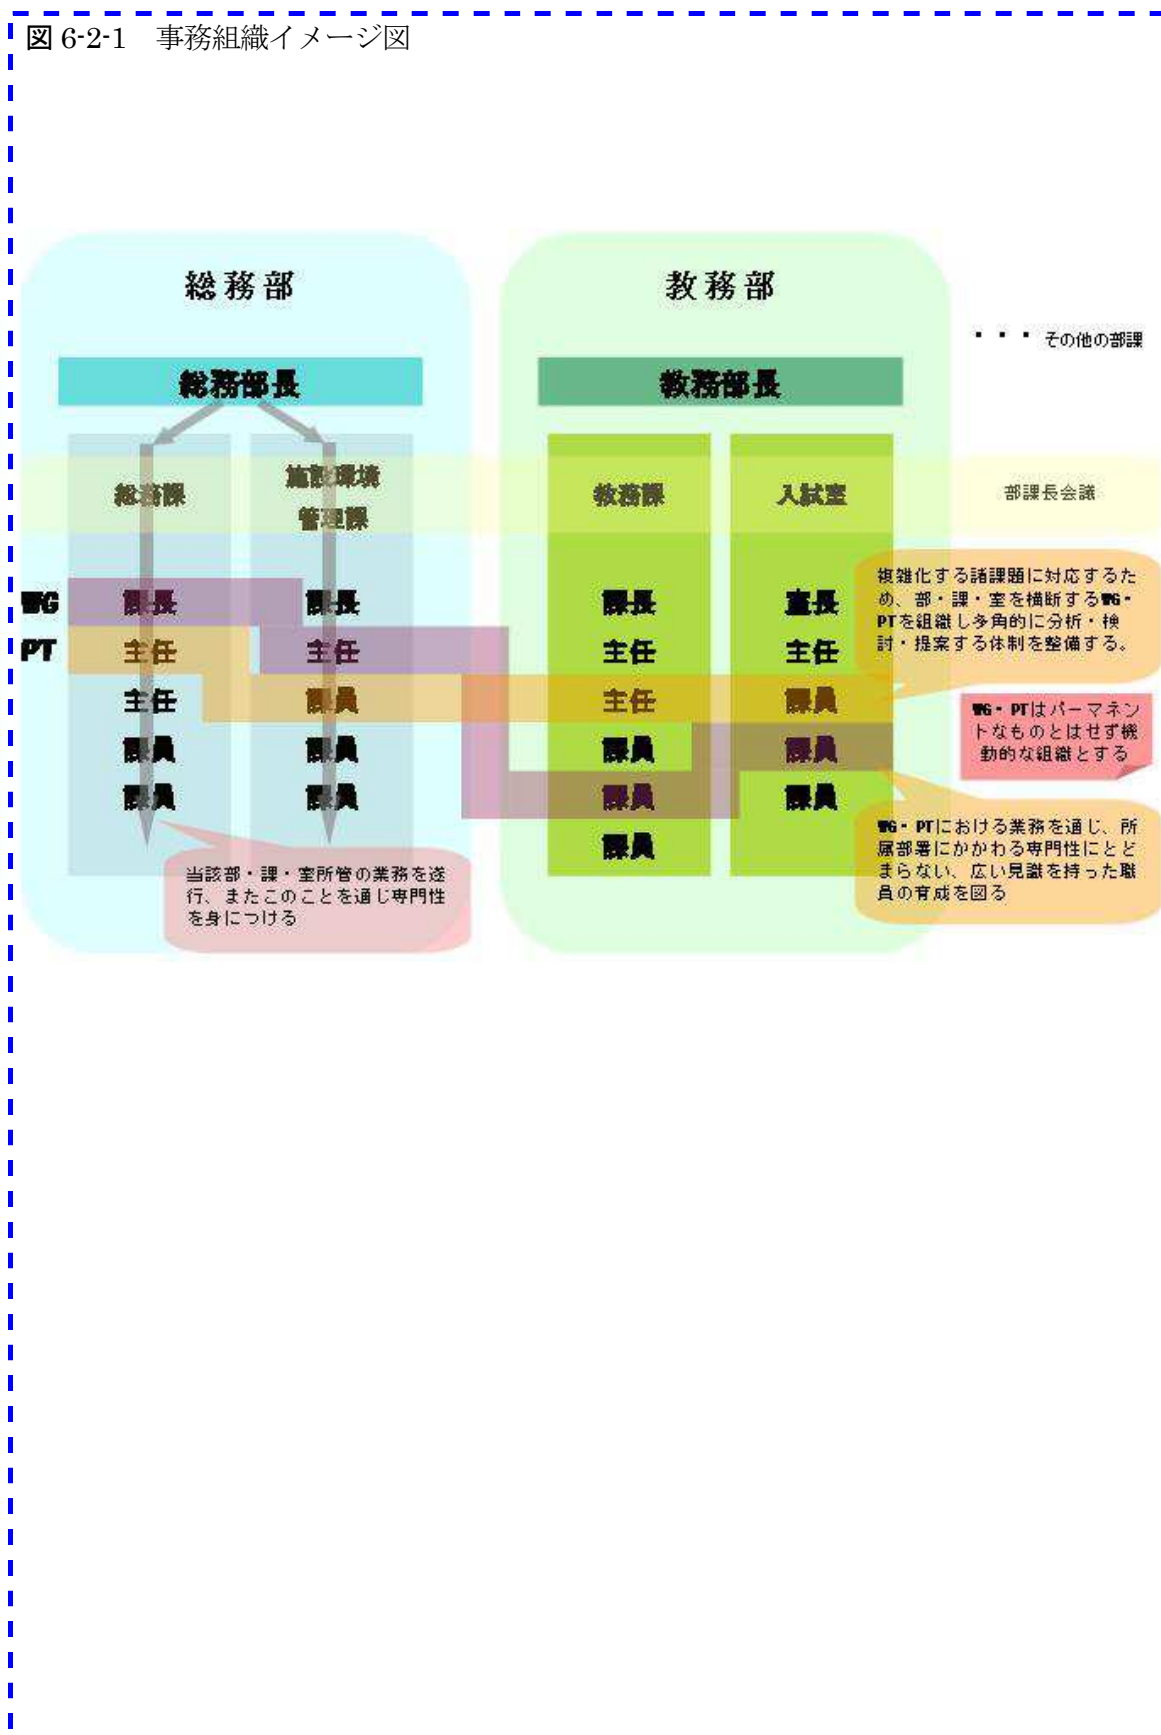 図 6-2-1　事務組織イメージ図
総務部
総務部長
総務課
施設環境
管理課
WG
PT
課長
主任
主任
課員
課員
課長
主任
課員
課員
課員
当該部・課・室所管の業務を遂
行、またこのことを通じ専門性
を身につける
教務部
教務部長
教務課
入試室
課長
主任
主任
課員
課員
課員
室長
主任
課員
課員
課員
・・・その他の部課
部課長会議
複雑化する諸課題に対応するた
め、部・課・室を横断するWG・
PTを組織し多角的に分析・検
討・提案する体制を整備する。
WG・PTはパーマネン
トなものとはせず機
動的な組織とする
WG・PTにおける業務を通じ、所
属部署にかかわる専門性にとど
まらない、広い見識を持った職
員の育成を図る